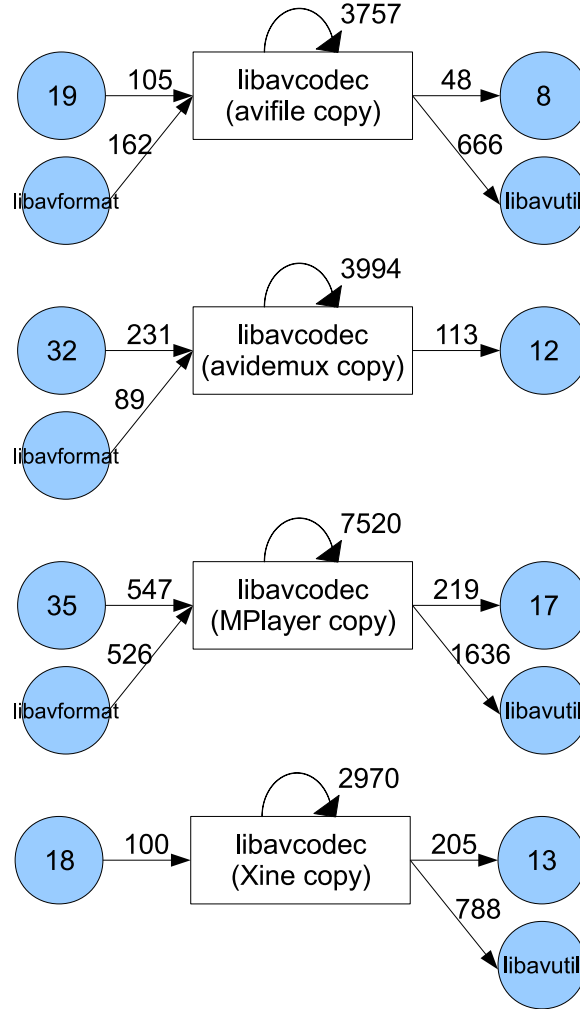 3757
19
105
libavcodec
(avifile copy)
48
8
162
666
libavformat
libavutil
3994
32
231
libavcodec
(avidemux copy)
113
12
89
libavformat
7520
35
547
libavcodec
(MPlayer copy)
219
17
526
1636
libavformat
libavutil
2970
18
100
libavcodec
(Xine copy)
205
13
788
libavutil